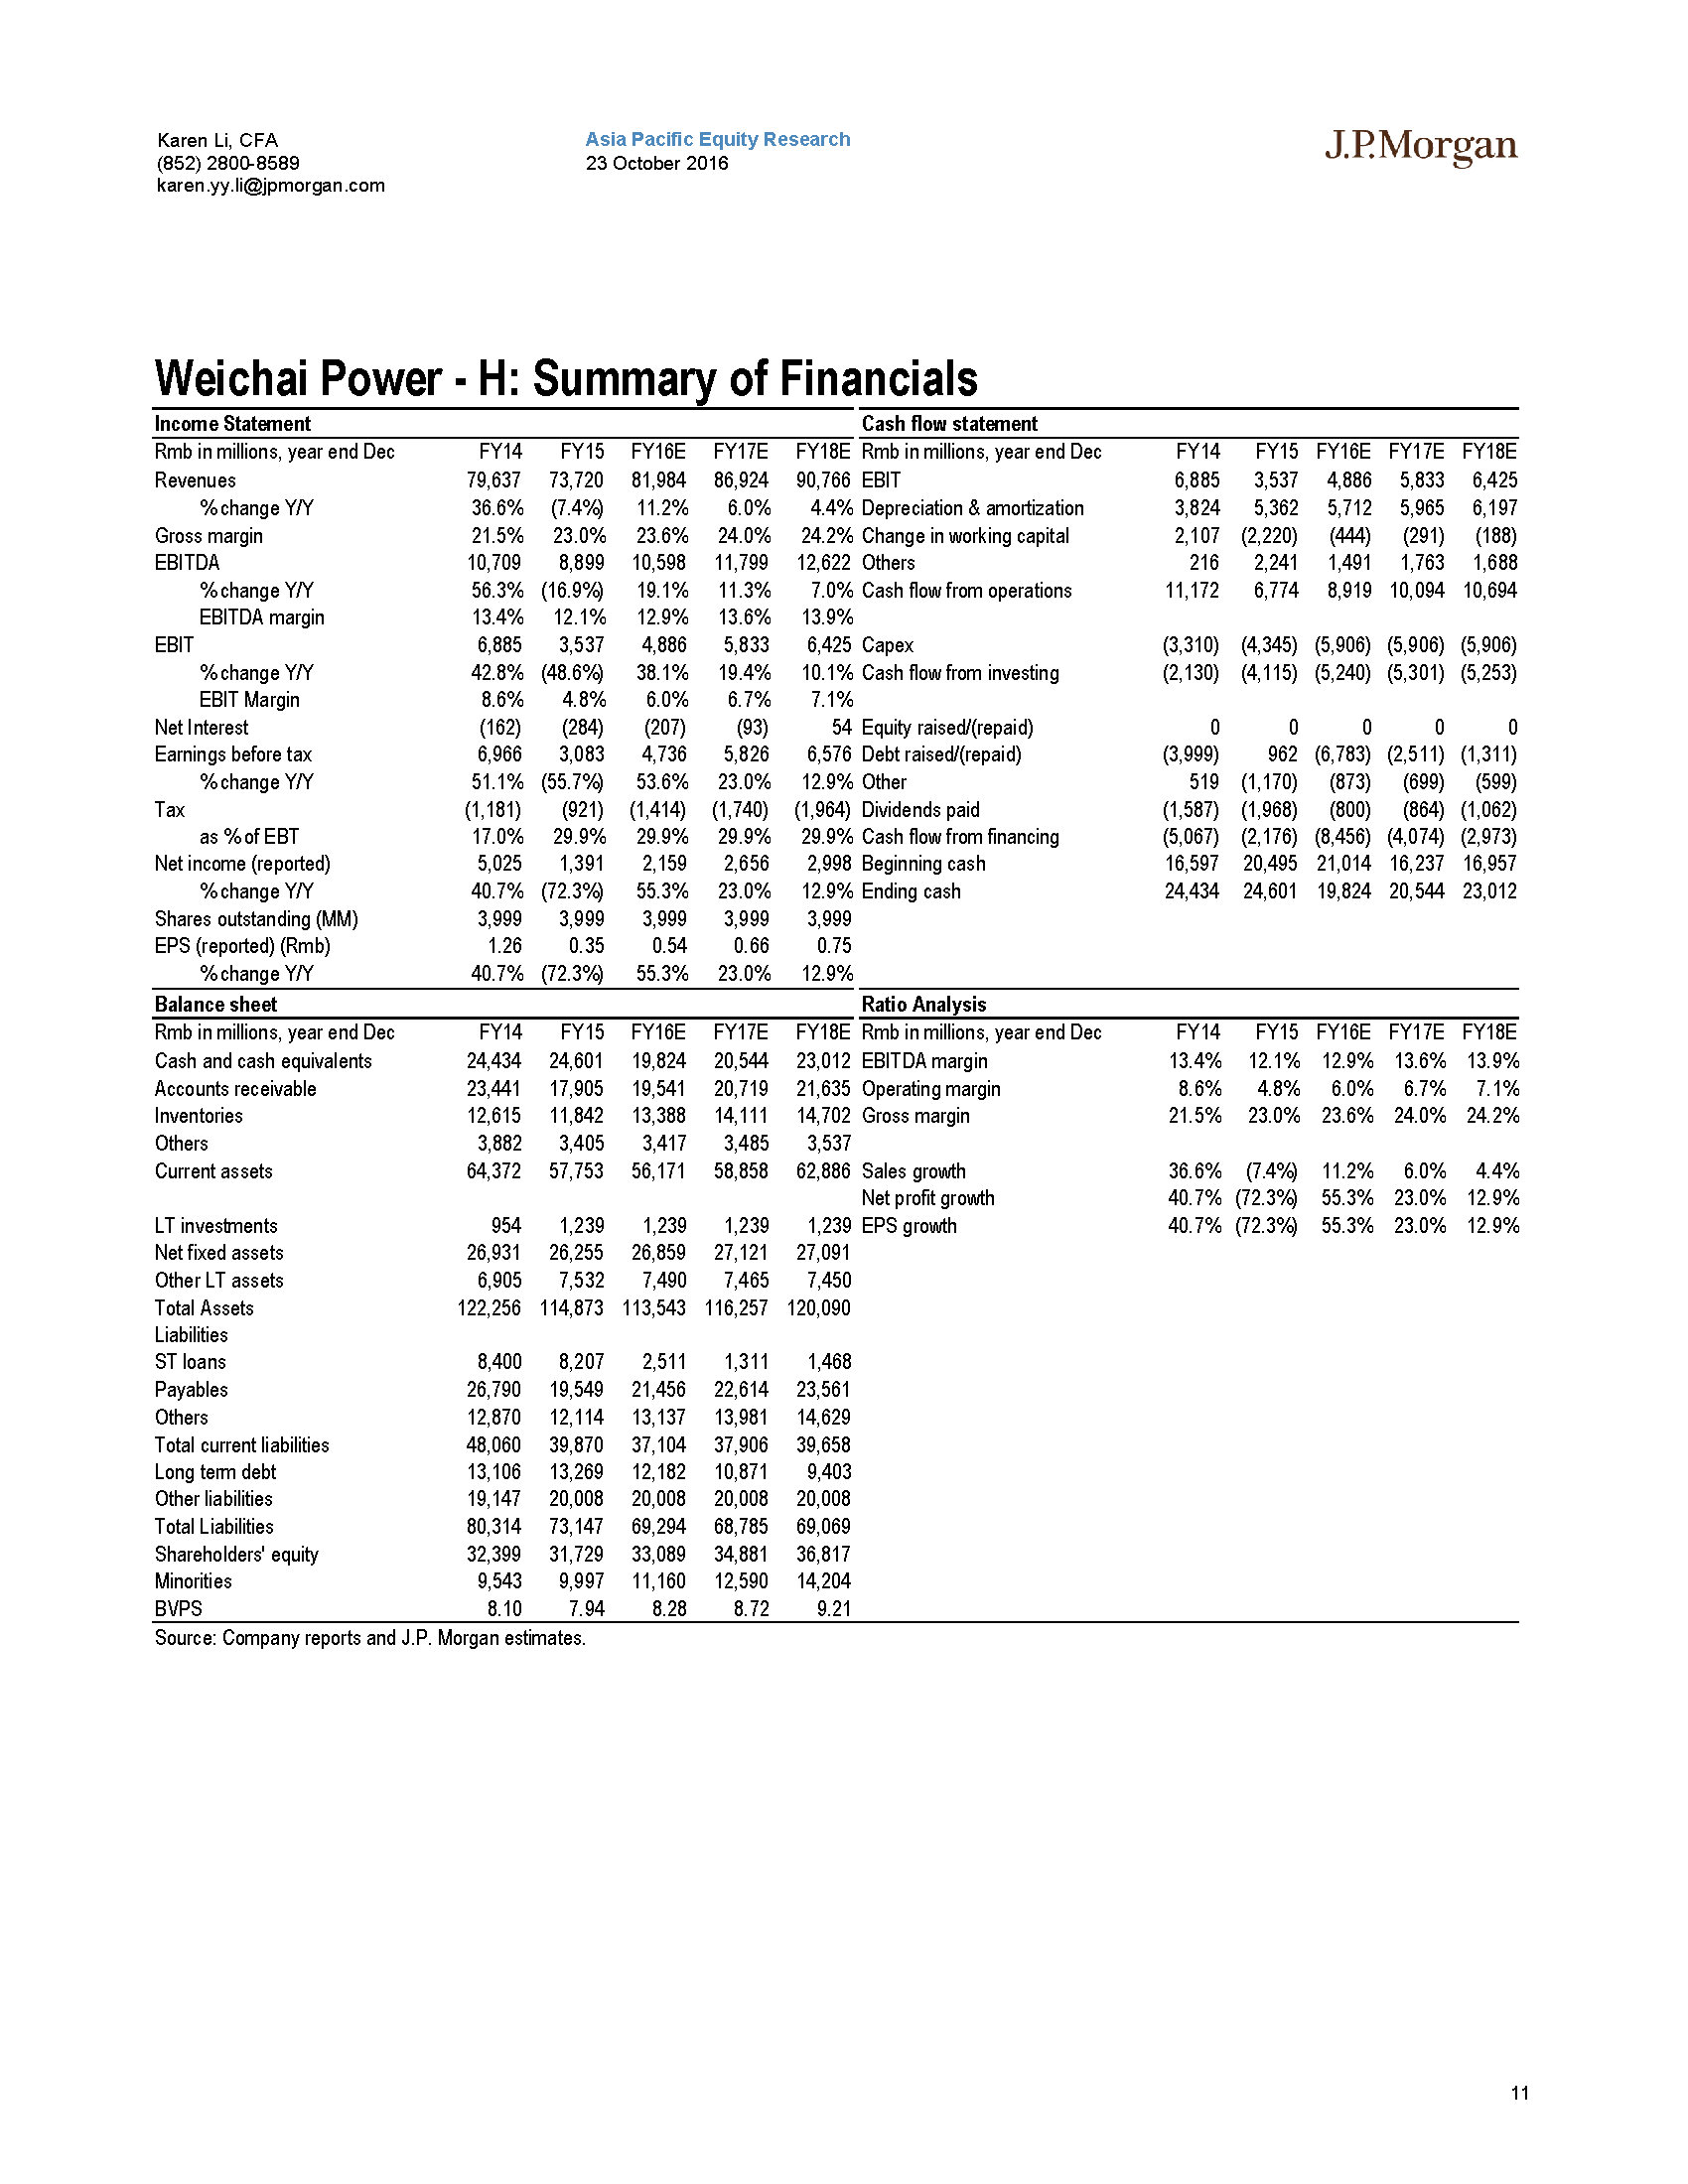 Karen Li, CFA
(852) 2800-8589
karen.yy.li@jpmorgan.com
Asia Pacific Equity Research
23 October 2016
J.P.Morgan
Weichai Power - H: Summary of Financials
Income Statement
Rmb in millions, year end Dec FY14 FY15 FY16E FY17E FY18E
Revenues 79,637 73,720 81,984 86,924 90,766
% change Y/Y 36.6% (7.4%) 11.2% 6.0% 4.4%
Gross margin 21.5% 23.0% 23.6% 24.0% 24.2%
EBITDA 10,709 8,899 10,598 11,799 12,622
% change Y/Y 56.3% (16.9%) 19.1% 11.3% 7.0%
EBITDA margin 13.4% 12.1% 12.9% 13.6% 13.9%
EBIT 6,885 3,537 4,886 5,833 6,425
% change Y/Y 42.8% (48.6%) 38.1% 19.4% 10.1%
EBIT Margin 8.6% 4.8% 6.0% 6.7% 7.1%
Net Interest (162) (284) (207) (93) 54
Earnings before tax 6,966 3,083 4,736 5,826 6,576
% change Y/Y 51.1% (55.7%) 53.6% 23.0% 12.9%
Tax (1,181) (921) (1,414) (1,740) (1,964)
as % of EBT 17.0% 29.9% 29.9% 29.9% 29.9%
Net income (reported) 5,025 1,391 2,159 2,656 2,998
% change Y/Y 40.7% (72.3%) 55.3% 23.0% 12.9%
Shares outstanding (MM) 3,999 3,999 3,999 3,999 3,999
EPS (reported) (Rmb) 1.26 0.35 0.54 0.66 0.75
% change Y/Y 40.7% (72.3%) 55.3% 23.0% 12.9%
Cash flow statement
Rmb in millions, year end Dec FY14 FY15 FY16E FY17E FY18E
EBIT 6,885 3,537 4,886 5,833 6,425
Depreciation & amortization 3,824 5,362 5,712 5,965 6,197
Change in working capital 2,107 (2,220) (444) (291) (188)
Others 216 2,241 1,491 1,763 1,688
Cash flow from operations 11,172 6,774 8,919 10,094 10,694
Capex (3,310) (4,345) (5,906) (5,906) (5,906)
Cash flow from investing (2,130) (4,115) (5,240) (5,301) (5,253)
Equity raised/(repaid) 0 0 0 0 0
Debt raised/(repaid) (3,999) 962 (6,783) (2,511) (1,311)
Other 519 (1,170) (873) (699) (599)
Dividends paid (1,587) (1,968) (800) (864) (1,062)
Cash flow from financing (5,067) (2,176) (8,456) (4,074) (2,973)
Beginning cash 16,597 20,495 21,014 16,237 16,957
Ending cash 24,434 24,601 19,824 20,544 23,012
Balance sheet
Rmb in millions, year end Dec FY14 FY15 FY16E FY17E FY18E
Cash and cash equivalents 24,434 24,601 19,824 20,544 23,012
Accounts receivable 23,441 17,905 19,541 20,719 21,635
Inventories 12,615 11,842 13,388 14,111 14,702
Others 3,882 3,405 3,417 3,485 3,537
Current assets 64,372 57,753 56,171 58,858 62,886
LT investments 954 1,239 1,239 1,239 1,239
Net fixed assets 26,931 26,255 26,859 27,121 27,091
Other LT assets 6,905 7,532 7,490 7,465 7,450
Total Assets 122,256 114,873 113,543 116,257 120,090
Liabilities
ST loans 8,400 8,207 2,511 1,311 1,468
Payables 26,790 19,549 21,456 22,614 23,561
Others 12,870 12,114 13,137 13,981 14,629
Total current liabilities 48,060 39,870 37,104 37,906 39,658
Long term debt 13,106 13,269 12,182 10,871 9,403
Other liabilities 19,147 20,008 20,008 20,008 20,008
Total Liabilities 80,314 73,147 69,294 68,785 69,069
Shareholders' equity 32,399 31,729 33,089 34,881 36,817
Minorities 9,543 9,997 11,160 12,590 14,204
BVPS 8.10 7.94 8.28 8.72 9.21
Ratio Analysis
Rmb in millions, year end Dec FY14 FY15 FY16E FY17E FY18E
EBITDA margin 13.4% 12.1% 12.9% 13.6% 13.9%
Operating margin 8.6% 4.8% 6.0% 6.7% 7.1%
Gross margin 21.5% 23.0% 23.6% 24.0% 24.2%
Sales growth 36.6% (7.4%) 11.2% 6.0% 4.4%
Net profit growth 40.7% (72.3%) 55.3% 23.0% 12.9%
EPS growth 40.7% (72.3%) 55.3% 23.0% 12.9%
Source: Company reports and J.P. Morgan estimates.
11